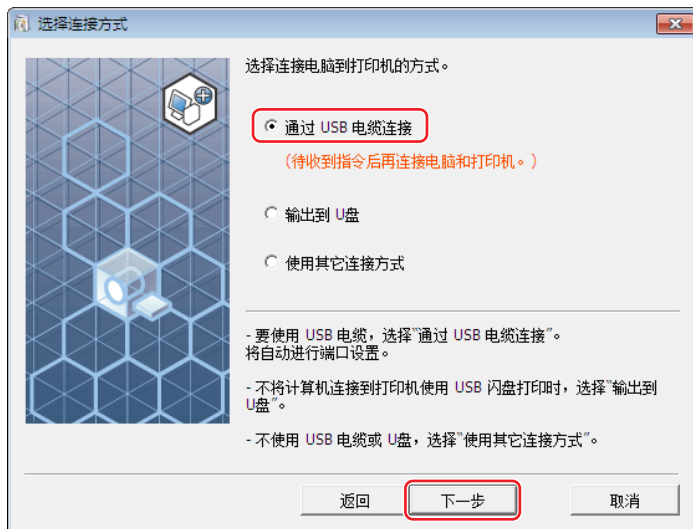 选择连接方式
选择连接电脑到打印机的方式。
通过 USB 电缆连接
(待收到指令后再连接电脑和打印机。)
输出到 U盘
使用其它连接方式
- 要使用 USB 电缆，选择"通过 USB 电缆连接"。
将自动进行端口设置。
- 不将计算机连接到打印机使用 USB 闪盘打印时，选择"输出到
U盘"。
- 不使用 USB 电缆或 U盘，选择"使用其它连接方式"。
返回
下一步
取消